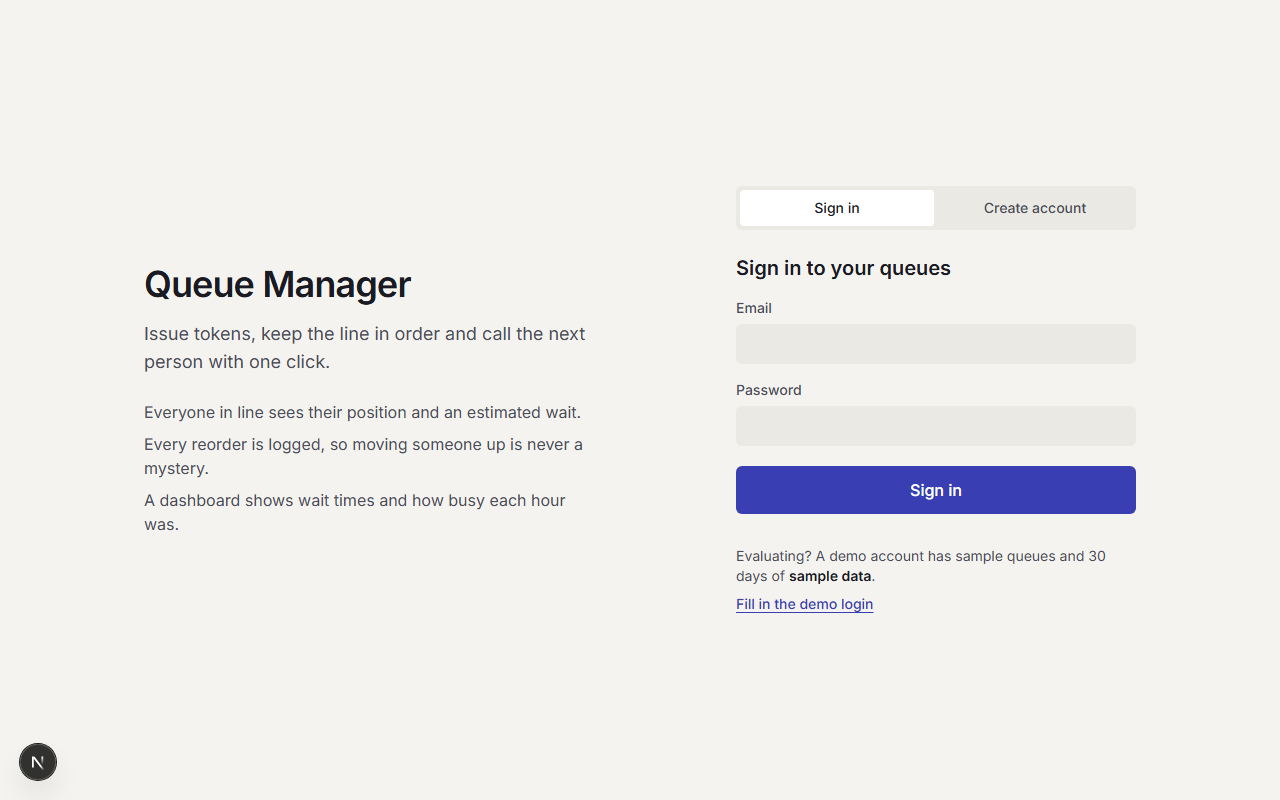 Queue Manager
Issue tokens, keep the line in order and call the next
person with one click.
Everyone in line sees their position and an estimated wait.
Every reorder is logged, so moving someone up is never a
mystery.
A dashboard shows wait times and how busy each hour
was.
Sign in
Create account
Sign in to your queues
Email
Password
Sign in
Evaluating? A demo account has sample queues and 30
days of sample data.
Fill in the demo login
N